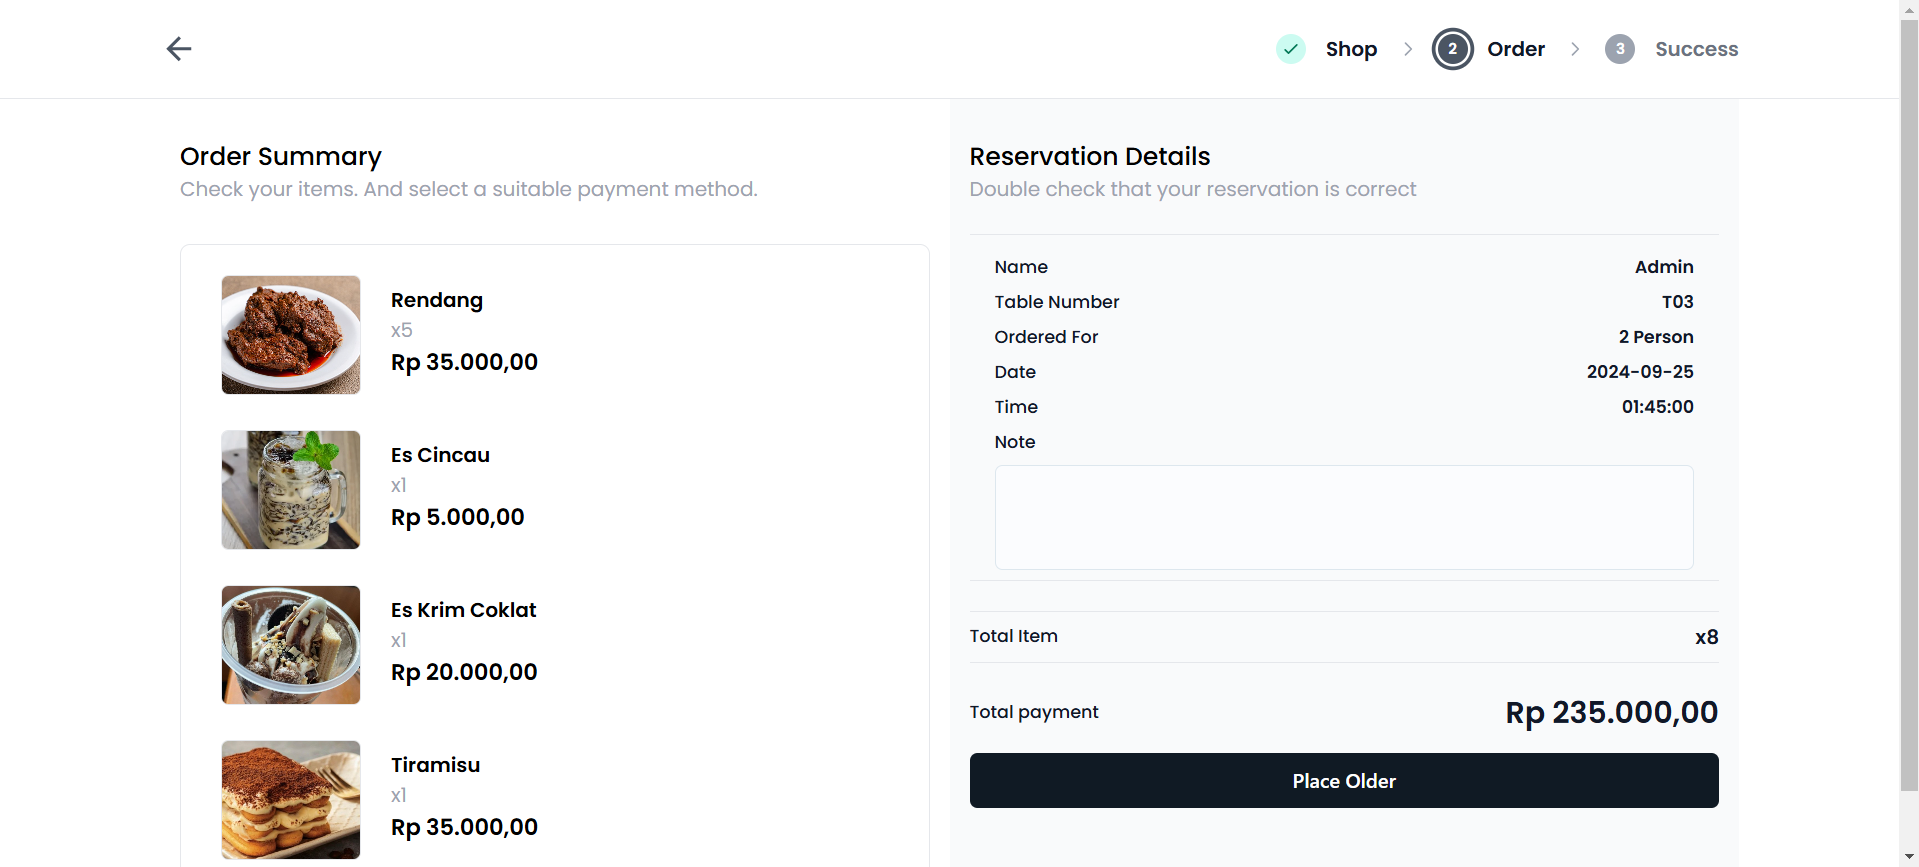 Shop
2
Order
3
Success
Order Summary
Check your items. And select a suitable payment method.
Rendang
x5
Rp 35.000,00
Es Cincau
x1
Rp 5.000,00
Es Krim Coklat
x1
Rp 20.000,00
Tiramisu
x1
Rp 35.000,00
Reservation Details
Double check that your reservation is correct
Name Admin
Table Number T03
Ordered For 2 Person
Date 2024-09-25
Time 01:45:00
Note
Total Item x8
Total payment Rp 235.000,00
Place Older